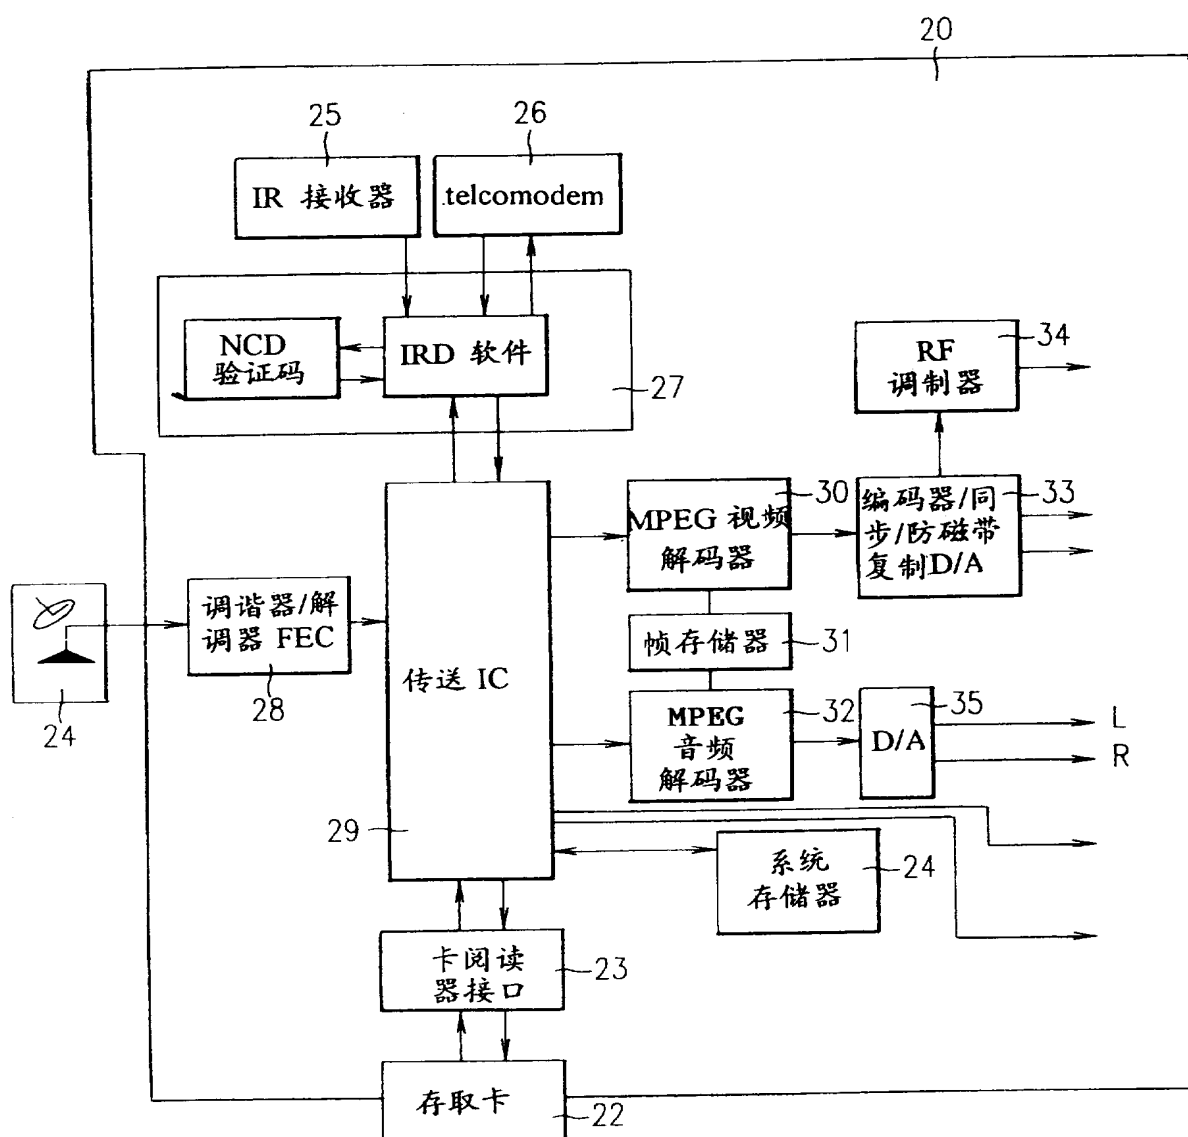 20
25
26
IR 接收器
.telcomodem
NCD
验证码
IRD 软件
27
RF
调制器
34
MPEG 视频
解码器
30
编码器/同
步/防磁带
复制D/A
33
调谐器/解
调器 FEC
28
24
传送 IC
29
帧存储器
31
MPEG
音频
解码器
32
D/A
35
L
R
系统
存储器
24
卡阅读
器接口
23
存取卡
22